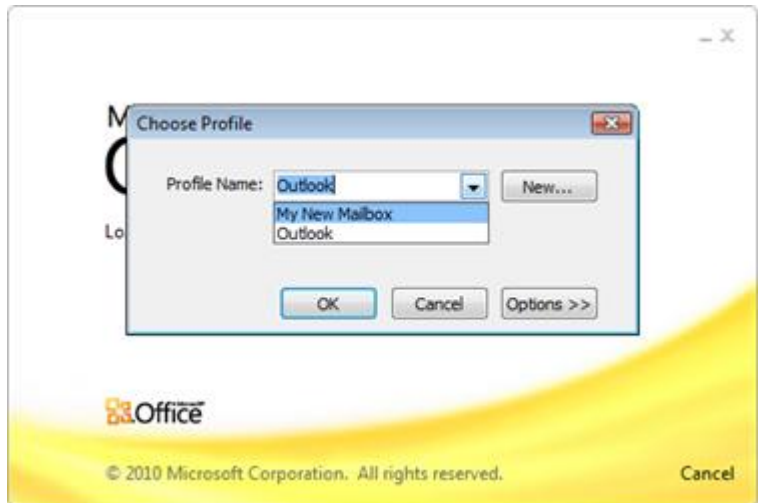 M
Choose Profile
Profile Name: Outlook New...
My New Mailbox
Outlook
Lo
OK Cancel Options >>
Office
© 2010 Microsoft Corporation. All rights reserved. Cancel